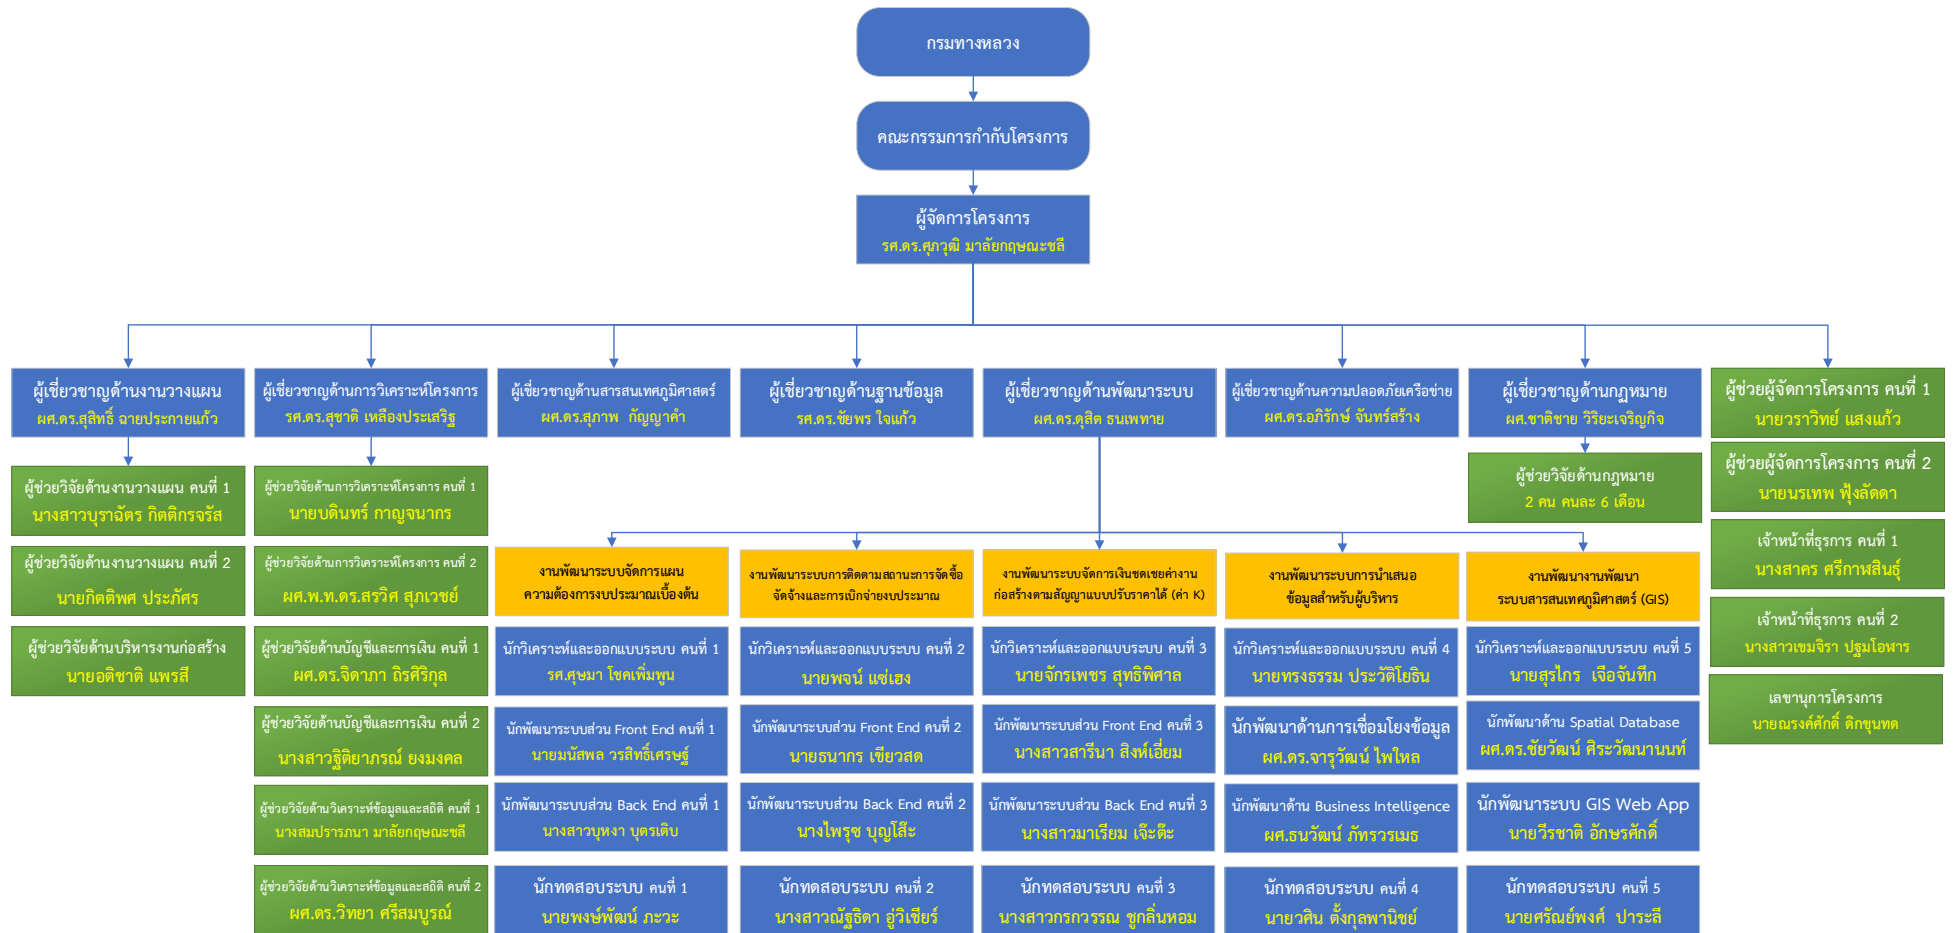 กรมทางหลวง
คณะกรรมการกำกับโครงการ
ผู้จัดการโครงการ
รศ.ดร.ศุภวุฒิ มาลัยกฤษณะชลี
ผู้เชี่ยวชาญด้านงานวางแผน
ผศ.ดร.สุสิทธิ์ ฉายประกายแก้ว
ผู้เชี่ยวชาญด้านการวิเคราะห์โครงการ
รศ.ดร.สุชาติ เหลืองประเสริฐ
ผู้เชี่ยวชาญด้านสารสนเทศภูมิศาสตร์
ผศ.ดร.สุภาพ กัญญาคำ
ผู้เชี่ยวชาญด้านฐานข้อมูล
รศ.ดร.ชัยพร ใจแก้ว
ผู้เชี่ยวชาญด้านพัฒนาระบบ
ผศ.ดร.ดุสิต ธนเพทาย
ผู้เชี่ยวชาญด้านความปลอดภัยเครือข่าย
ผศ.ดร.อภิรักษ์ จันทร์สร้าง
ผู้เชี่ยวชาญด้านกฎหมาย
ผศ.ชาติชาย วิริยะเจริญกิจ
ผู้ช่วยผู้จัดการโครงการ คนที่ 1
นายวราวิทย์ แสงแก้ว
ผู้ช่วยผู้จัดการโครงการ คนที่ 2
นายนรเทพ ฟุ้งลัดดา
เจ้าหน้าที่ธุรการ คนที่ 1
นางสาคร ศรีกาฬสินธุ์
เจ้าหน้าที่ธุรการ คนที่ 2
นางสาวเขมจิรา ปฐมโอฬาร
เลขานุการโครงการ
นายณรงค์ศักดิ์ ดิกขุนทด
ผู้ช่วยวิจัยด้านงานวางแผน คนที่ 1
นางสาวบุราฉัตร กิตติกรจรัส
ผู้ช่วยวิจัยด้านงานวางแผน คนที่ 2
นายกิตติพศ ประภัศร
ผู้ช่วยวิจัยด้านบริหารงานก่อสร้าง
นายอติชาติ แพรสี
ผู้ช่วยวิจัยด้านการวิเคราะห์โครงการ คนที่ 1
นายบดินทร์ กาญจนากร
ผู้ช่วยวิจัยด้านการวิเคราะห์โครงการ คนที่ 2
ผศ.พ.ท.ดร.สรวิศ สุภเวชย์
ผู้ช่วยวิจัยด้านบัญชีและการเงิน คนที่ 1
ผศ.ดร.จิดาภา ถิรศิริกุล
ผู้ช่วยวิจัยด้านบัญชีและการเงิน คนที่ 2
นางสาวฐิติยาภรณ์ ยงมงคล
ผู้ช่วยวิจัยด้านวิเคราะห์ข้อมูลและสถิติ คนที่ 1
นางสมปรารภนา มาลัยกฤษณะชลี
ผู้ช่วยวิจัยด้านวิเคราะห์ข้อมูลและสถิติ คนที่ 2
ผศ.ดร.วิทยา ศรีสมบูรณ์
ผู้ช่วยวิจัยด้านกฎหมาย
2 คน คนละ 6 เดือน
งานพัฒนาระบบจัดการแผน
ความต้องการงบประมาณเบื้องต้น
นักวิเคราะห์และออกแบบระบบ คนที่ 1
รศ.ศุษมา โชคเพิ่มพูน
นักพัฒนาระบบส่วน Front End คนที่ 1
นายมนัสพล วรสิทธิ์เศรษฐ์
นักพัฒนาระบบส่วน Back End คนที่ 1
นางสาวบุหงา บุตรเติบ
นักทดสอบระบบ คนที่ 1
นายพงษ์พัฒน์ ภะวะ
งานพัฒนาระบบการติดตามสถานะการจัดซื้อ
จัดจ้างและการเบิกจ่ายงบประมาณ
นักวิเคราะห์และออกแบบระบบ คนที่ 2
นายพจน์ แซ่เฮง
นักพัฒนาระบบส่วน Front End คนที่ 2
นายธนากร เขียวสด
นักพัฒนาระบบส่วน Back End คนที่ 2
นางไพรุซ บุญโส๊ะ
นักทดสอบระบบ คนที่ 2
นางสาวณัฐธิดา อู่วิเชียร์
งานพัฒนาระบบจัดการเงินชดเชยค่างาน
ก่อสร้างตามสัญญาแบบปรับราคาได้ (ค่า K)
นักวิเคราะห์และออกแบบระบบ คนที่ 3
นายจักรเพชร สุทธิพิศาล
นักพัฒนาระบบส่วน Front End คนที่ 3
นางสาวสารีนา สิงห์เอี่ยม
นักพัฒนาระบบส่วน Back End คนที่ 3
นางสาวมาเรียม เจ๊ะต๊ะ
นักทดสอบระบบ คนที่ 3
นางสาวกรกวรรณ ชูกลิ่นหอม
งานพัฒนาระบบการนำเสนอ
ข้อมูลสำหรับผู้บริหาร
นักวิเคราะห์และออกแบบระบบ คนที่ 4
นายทรงธรรม ประวัติโยธิน
นักพัฒนาด้านการเชื่อมโยงข้อมูล
ผศ.ดร.จารุวัฒน์ ไพใหล
นักพัฒนาด้าน Business Intelligence
ผศ.ธนวัฒน์ ภัทรวรเมธ
นักทดสอบระบบ คนที่ 4
นายวศิน ตั้งกุลพานิชย์
งานพัฒนางานพัฒนา
ระบบสารสนเทศภูมิศาสตร์ (GIS)
นักวิเคราะห์และออกแบบระบบ คนที่ 5
นายสุรไกร เจือจันทึก
นักพัฒนาด้าน Spatial Database
ผศ.ดร.ชัยวัฒน์ ศิระวัฒนานนท์
นักพัฒนาระบบ GIS Web App
นายวีรชาติ อักษรศักดิ์
นักทดสอบระบบ คนที่ 5
นายศรัณย์พงศ์ ปาระลี